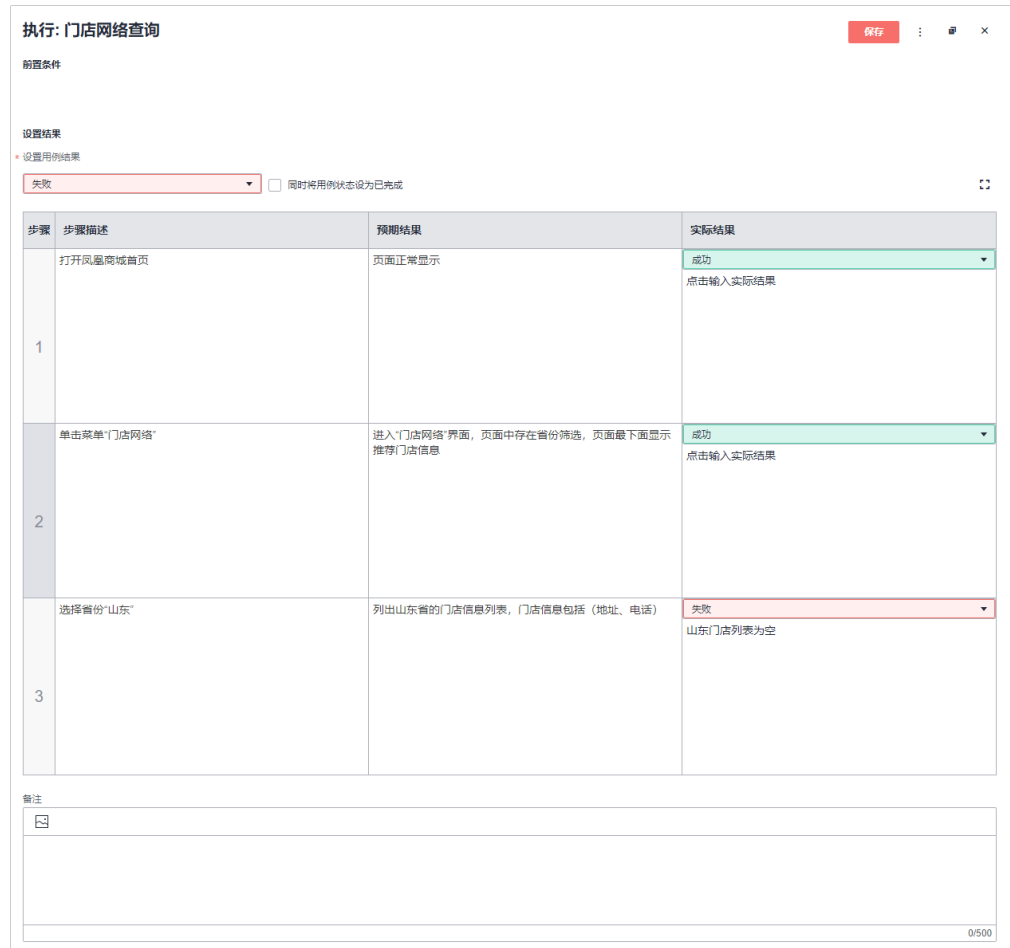 执行: 门店网络查询
保存
前置条件
设置结果
* 设置用例结果
失败
同时将用例状态设为已完成
步骤 步骤描述 预期结果 实际结果
1
打开凤凰商城首页
页面正常显示
成功
点击输入实际结果
2
单击菜单“门店网络”
进入“门店网络”界面，页面中存在省份筛选，页面最下面显示
推荐门店信息
成功
点击输入实际结果
3
选择省份“山东”
列出山东省的门店信息列表，门店信息包括（地址、电话）
失败
山东门店列表为空
备注
0/500